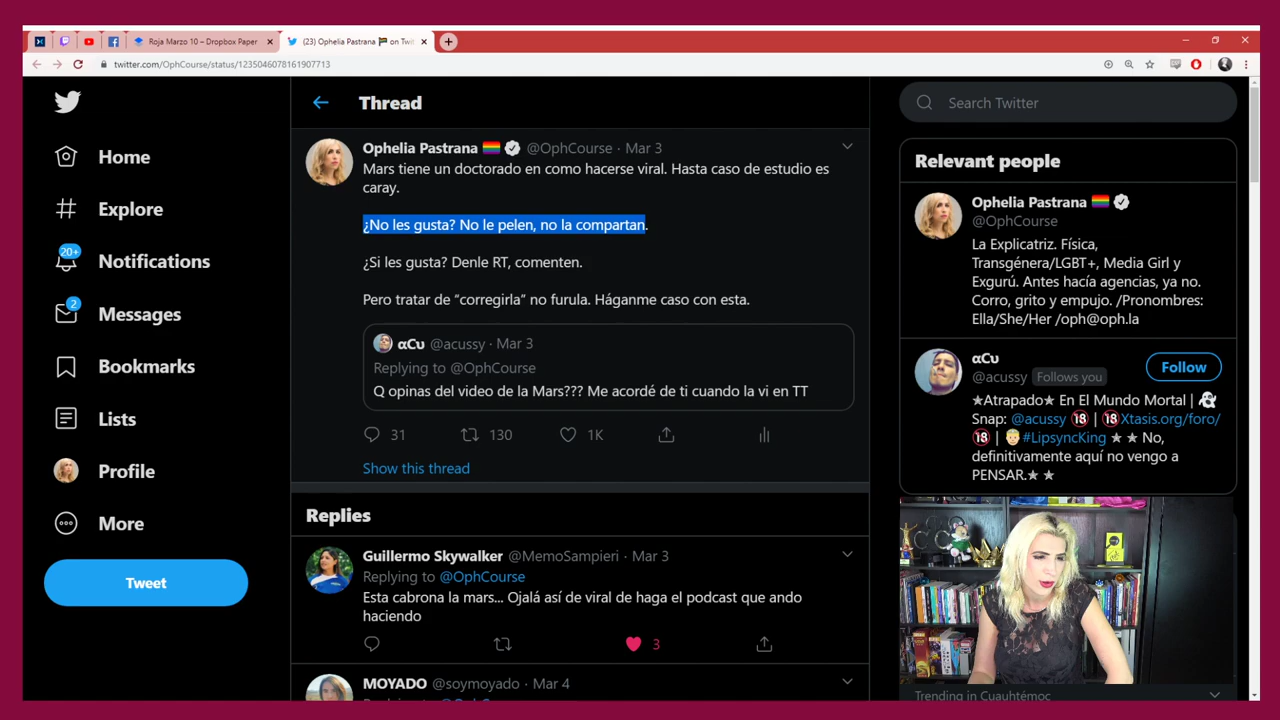 Roja Marzo 10 – Dropbox Paper
(23) Ophelia Pastrana 🏴 on Twi
twitter.com/OphCourse/status/1235046078161907713
Home
Explore
20+
Notifications
2
Messages
Bookmarks
Lists
Profile
More
Tweet
Thread
Ophelia Pastrana 🏳️‍🌈 @OphCourse · Mar 3
Mars tiene un doctorado en como hacerse viral. Hasta caso de estudio es
caray.
¿No les gusta? No le pelen, no la compartan.
¿Si les gusta? Denle RT, comenten.
Pero tratar de “corregirla” no furula. Háganme caso con esta.
αCυ @acussy · Mar 3
Replying to @OphCourse
Q opinas del video de la Mars??? Me acordé de ti cuando la vi en TT
31 130 1K
Show this thread
Replies
Guillermo Skywalker @MemoSampieri · Mar 3
Replying to @OphCourse
Esta cabrona la mars... Ojalá así de viral de haga el podcast que ando
haciendo
3
MOYADO @soymoyado · Mar 4
Search Twitter
Relevant people
Ophelia Pastrana 🏳️‍🌈
@OphCourse
La Explicatriz. Física,
Transgénera/LGBT+, Media Girl y
Exgurú. Antes hacía agencias, ya no.
Corro, grito y empujo. /Pronombres:
Ella/She/Her /oph@oph.la
αCυ
@acussy Follows you
Follow
★Atrapado★ En El Mundo Mortal | 👻
Snap: @acussy 🔞 | 🔞Xtasis.org/foro/
🔞 | 🤴#LipsyncKing ★ ★ No,
definitivamente aquí no vengo a
PENSAR.★ ★
Trending in Cuauhtémoc